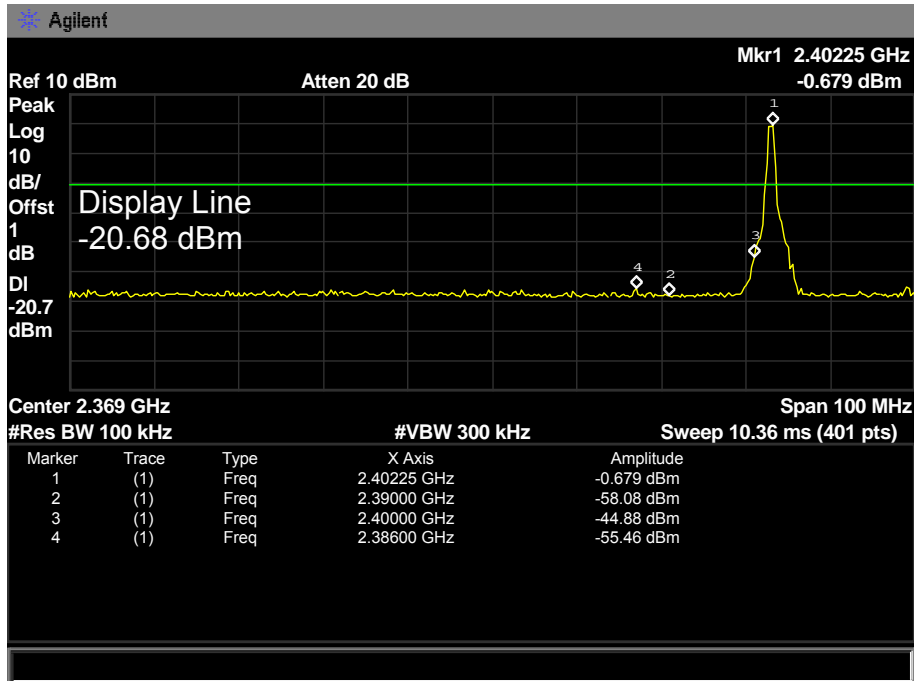 Agilent
Mkr1 2.40225 GHz
Ref 10 dBm Atten 20 dB -0.679 dBm
Peak
Log
10
dB/
Offst
1
dB
DI
-20.7
dBm
Display Line
-20.68 dBm
1
3
4
2
Center 2.369 GHz Span 100 MHz
#Res BW 100 kHz #VBW 300 kHz Sweep 10.36 ms (401 pts)
Marker Trace Type X Axis Amplitude
1 (1) Freq 2.40225 GHz -0.679 dBm
2 (1) Freq 2.39000 GHz -58.08 dBm
3 (1) Freq 2.40000 GHz -44.88 dBm
4 (1) Freq 2.38600 GHz -55.46 dBm